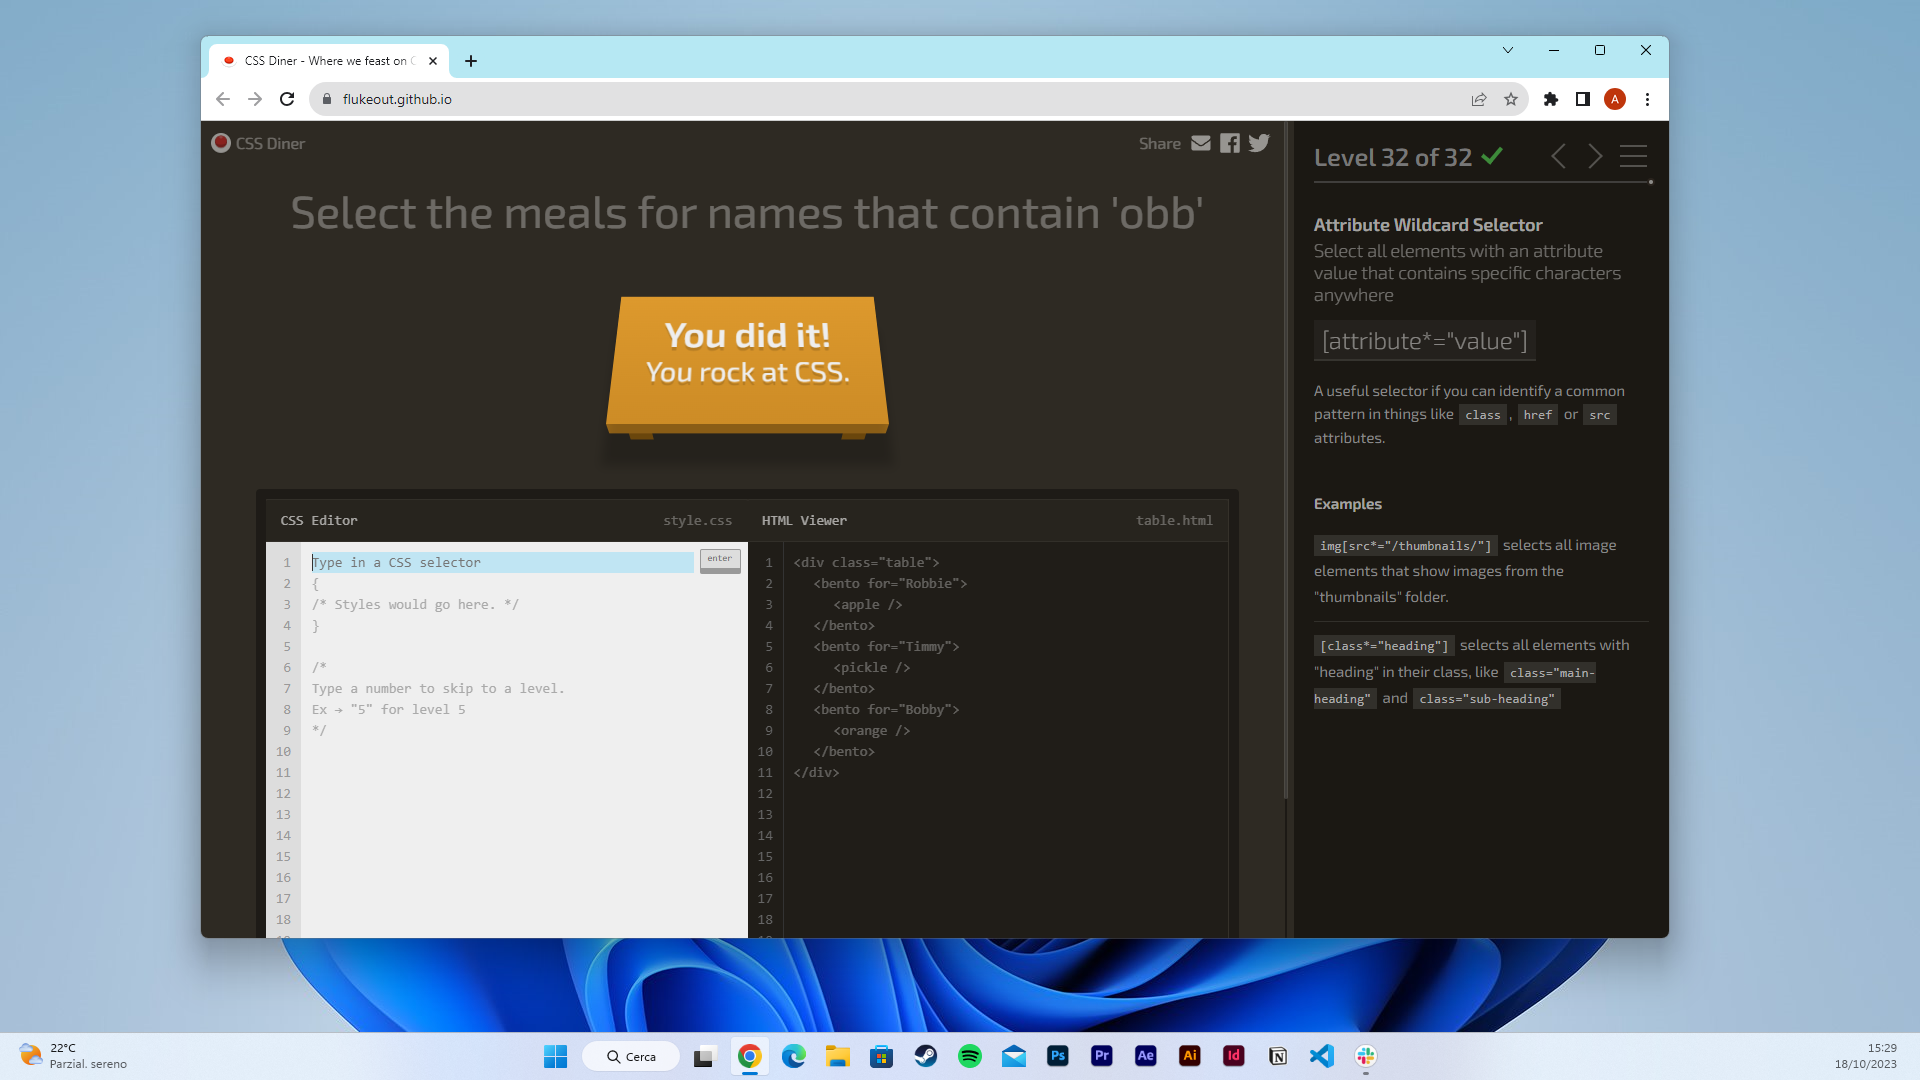 CSS Diner - Where we feast on
flukeout.github.io
A
CSS Diner
Share
Select the meals for names that contain 'obb'
You did it!
You rock at CSS.
CSS Editor
style.css
HTML Viewer
table.html
1 Type in a CSS selector
enter
2 {
3 /* Styles would go here. */
4 }
5
6 /*
7 Type a number to skip to a level.
8 Ex → "5" for level 5
9 */
10
11
12
13
14
15
16
17
18
1 <div class="table">
2 <bento for="Robbie">
3 <apple />
4 </bento>
5 <bento for="Timmy">
6 <pickle />
7 </bento>
8 <bento for="Bobby">
9 <orange />
10 </bento>
11 </div>
12
13
14
15
16
17
18
Level 32 of 32
Attribute Wildcard Selector
Select all elements with an attribute
value that contains specific characters
anywhere
[attribute*="value"]
A useful selector if you can identify a common
pattern in things like class , href or src
attributes.
Examples
img[src*="/thumbnails/"] selects all image
elements that show images from the
"thumbnails" folder.
[class*="heading"] selects all elements with
"heading" in their class, like class="main-
heading" and class="sub-heading"
22°C
Parzial. sereno
Cerca
Ps
Pr
Ae
Ai
Id
N
15:29
18/10/2023